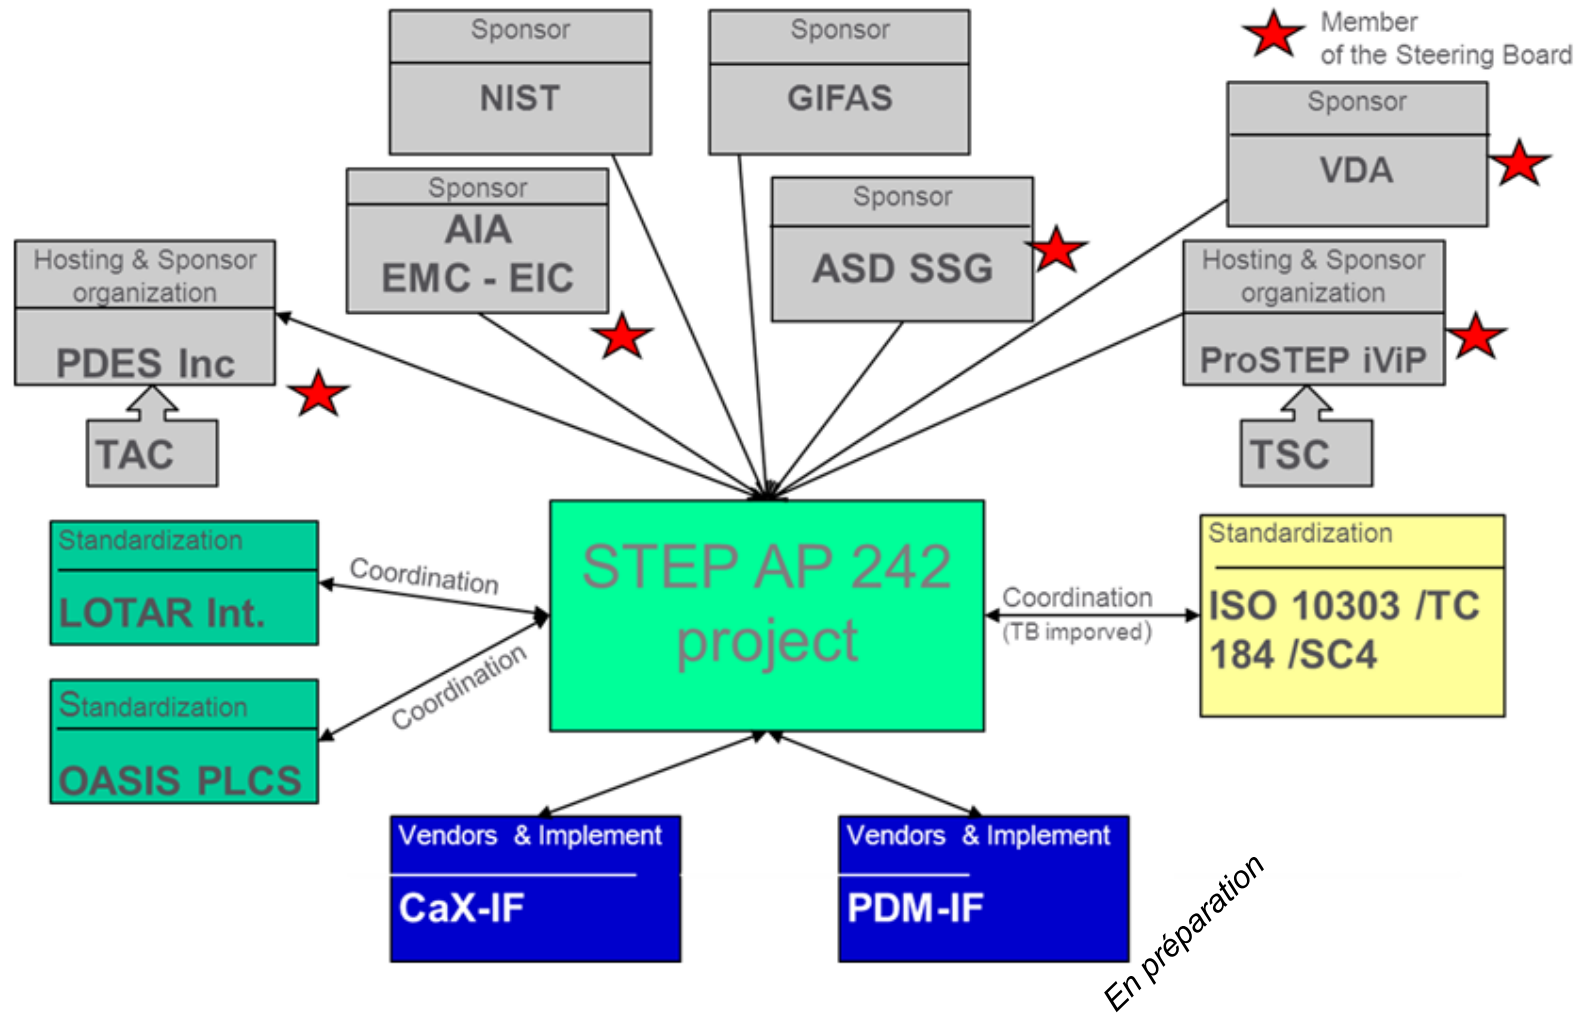 Sponsor
NIST
Sponsor
GIFAS
Member
of the Steering Board
Sponsor
VDA
Sponsor
AIA
EMC - EIC
Sponsor
ASD SSG
Hosting & Sponsor
organization
PDES Inc
Hosting & Sponsor
organization
ProSTEP iViP
TAC
TSC
Standardization
LOTAR Int.
Coordination
STEP AP 242
project
Coordination
(TB imporved)
Standardization
ISO 10303 /TC
184 /SC4
Standardization
OASIS PLCS
Coordination
Vendors & Implement
CaX-IF
Vendors & Implement
PDM-IF
En préparation